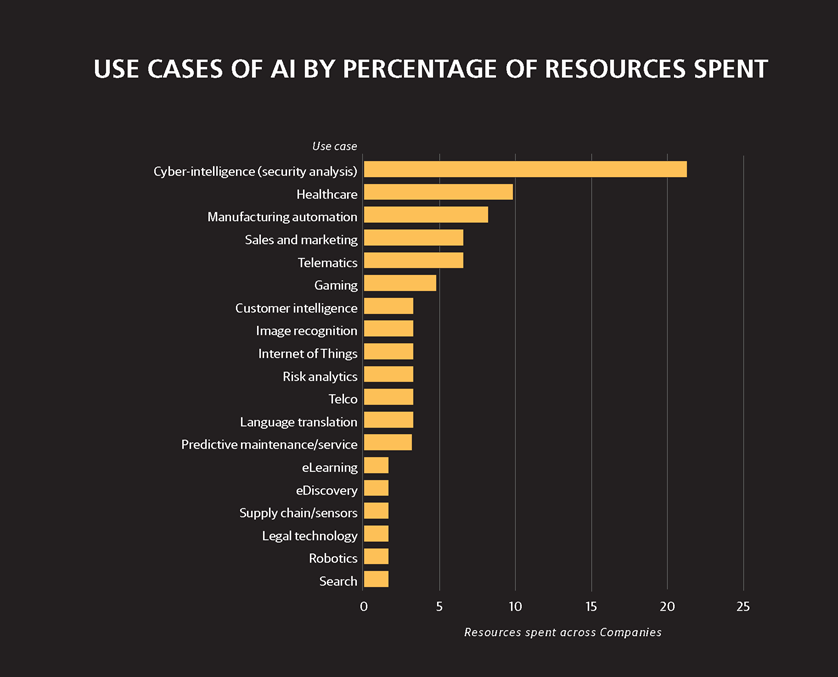 USE CASES OF AI BY PERCENTAGE OF RESOURCES SPENT
Use case
Cyber-intelligence (security analysis)
Healthcare
Manufacturing automation
Sales and marketing
Telematics
Gaming
Customer intelligence
Image recognition
Internet of Things
Risk analytics
Telco
Language translation
Predictive maintenance/service
eLearning
eDiscovery
Supply chain/sensors
Legal technology
Robotics
Search
0 5 10 15 20 25
Resources spent across Companies